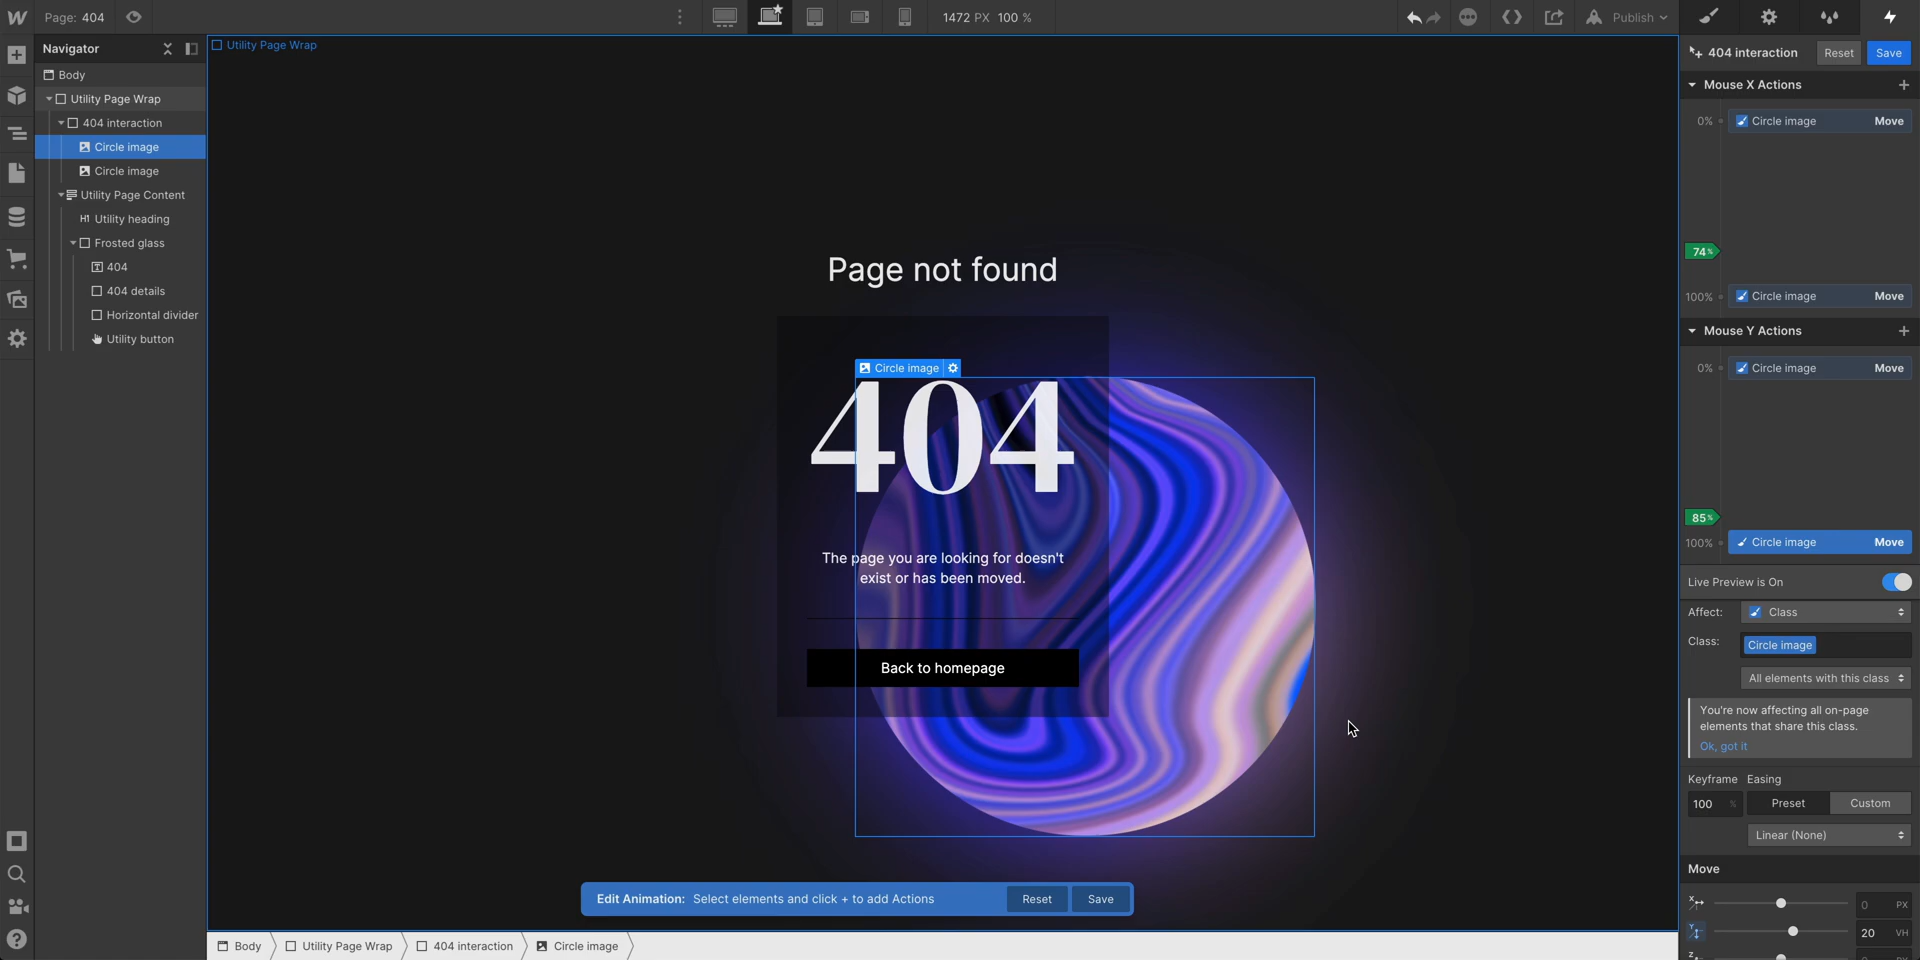 Page: 404
1472 PX 100 %
Publish
Navigator
Body
Utility Page Wrap
404 interaction
Circle image
Circle image
Utility Page Content
H1 Utility heading
Frosted glass
404
404 details
Horizontal divider
Utility button
Utility Page Wrap
Page not found
Circle image
404
The page you are looking for doesn't
exist or has been moved.
Back to homepage
Edit Animation: Select elements and click + to add Actions
Reset
Save
Body
Utility Page Wrap
404 interaction
Circle image
404 interaction
Reset
Save
Mouse X Actions
0%
Circle image
Move
74%
100%
Circle image
Move
Mouse Y Actions
0%
Circle image
Move
85%
100%
Circle image
Move
Live Preview is On
Affect:
Class
Class:
Circle image
All elements with this class
You're now affecting all on-page
elements that share this class.
Ok, got it
Keyframe
Easing
100 %
Preset
Custom
Linear (None)
Move
X
0 PX
Y
20 VH
Z